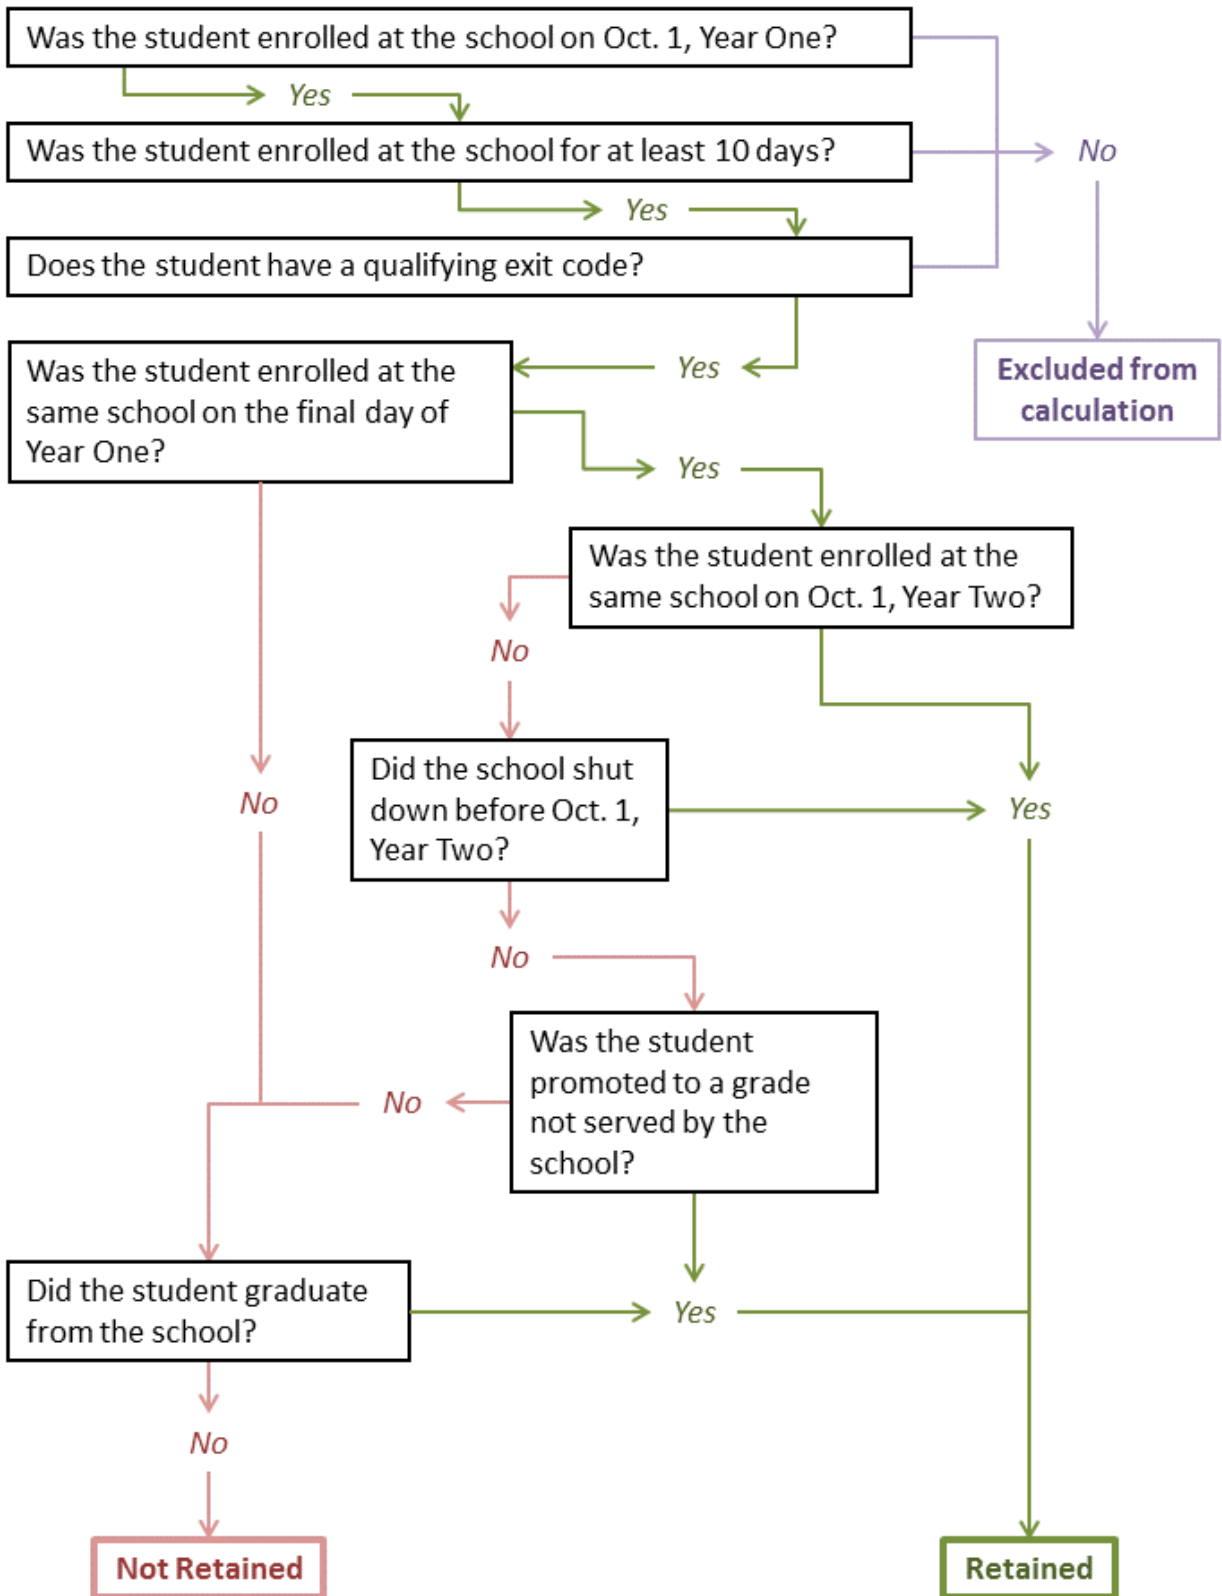 Was the student enrolled at the school on Oct. 1, Year One?
Yes
Was the student enrolled at the school for at least 10 days?
No
Yes
Does the student have a qualifying exit code?
Yes
Excluded from
calculation
Was the student enrolled at the
same school on the final day of
Year One?
Yes
Was the student enrolled at the
same school on Oct. 1, Year Two?
No
Did the school shut
down before Oct. 1,
Year Two?
No
Yes
No
Was the student
promoted to a grade
not served by the
school?
No
Did the student graduate
from the school?
Yes
No
Not Retained
Retained